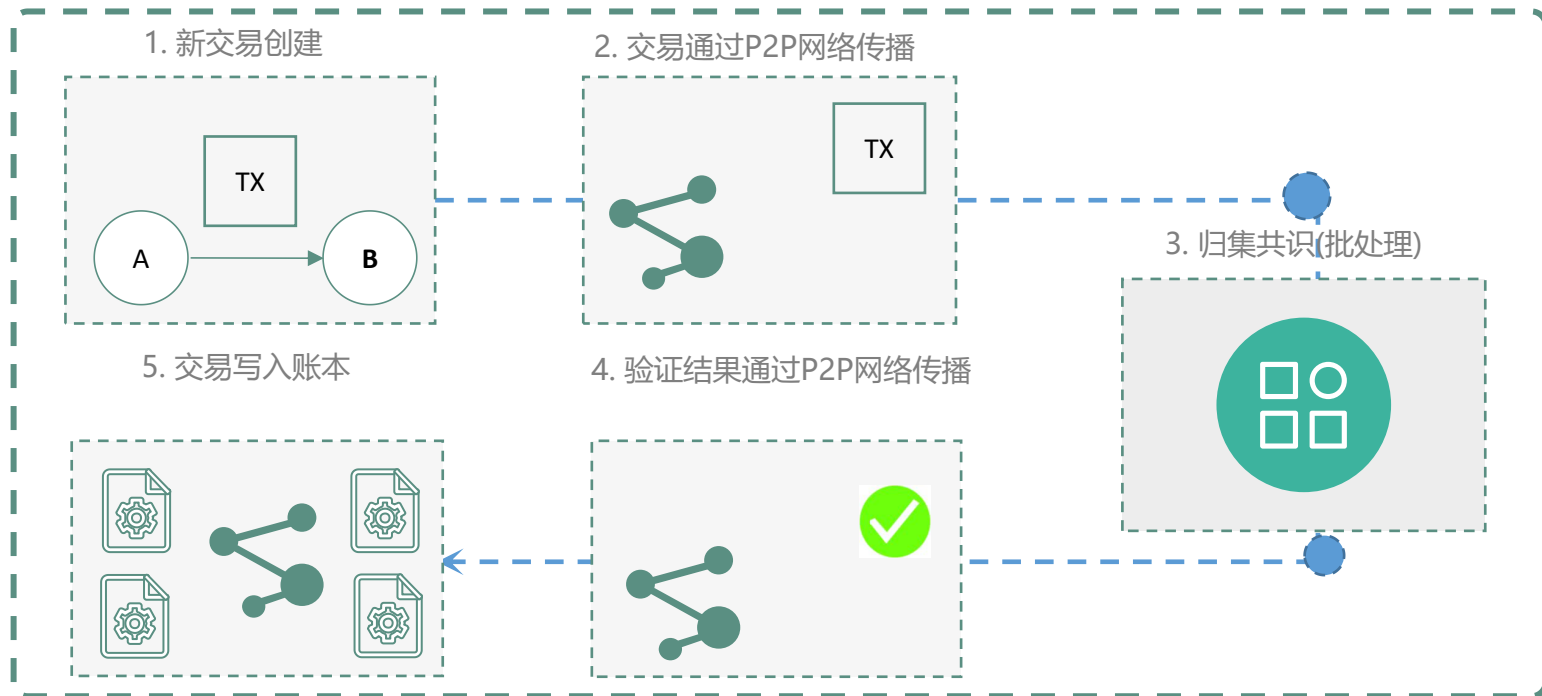 1. 新交易创建
TX
A
B
2. 交易通过P2P网络传播
TX
3. 归集共识(批处理)
4. 验证结果通过P2P网络传播
5. 交易写入账本